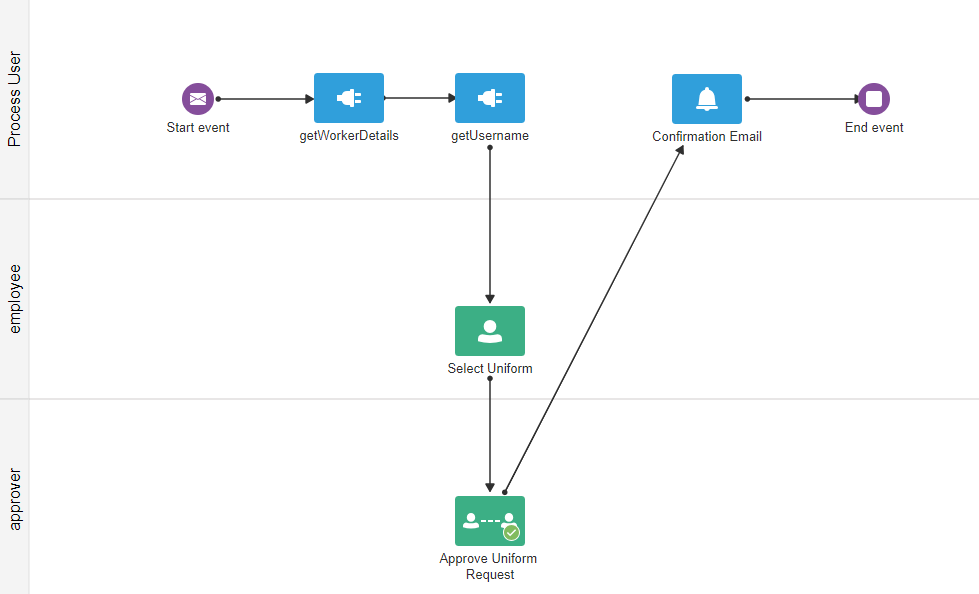 Process User
Start event
getWorkerDetails
getUsername
Confirmation Email
End event
employee
Select Uniform
approver
Approve Uniform
Request